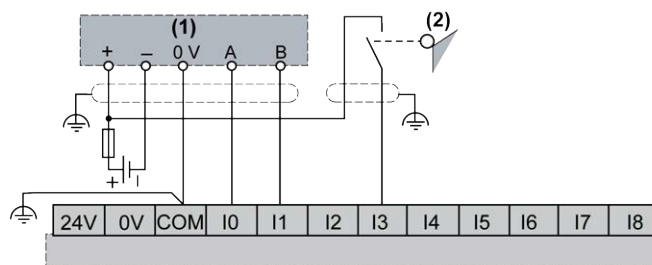 (1)
(2)
+ – 0 V A B
+ –
24V 0V COM I0 I1 I2 I3 I4 I5 I6 I7 I8